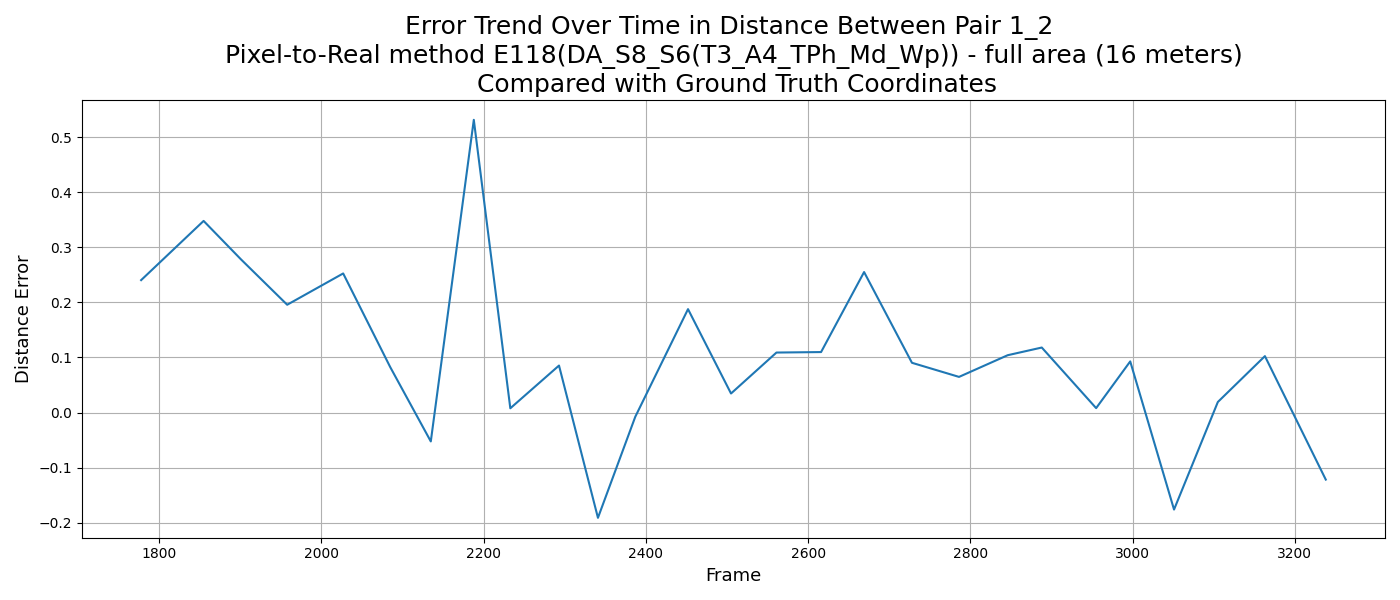 Error Trend Over Time in Distance Between Pair 1_2
Pixel-to-Real method E118(DA_S8_S6(T3_A4_TPh_Md_Wp)) - full area (16 meters)
Compared with Ground Truth Coordinates
Distance Error
0.5
0.4
0.3
0.2
0.1
0.0
−0.1
−0.2
1800 2000 2200 2400 2600 2800 3000 3200
Frame